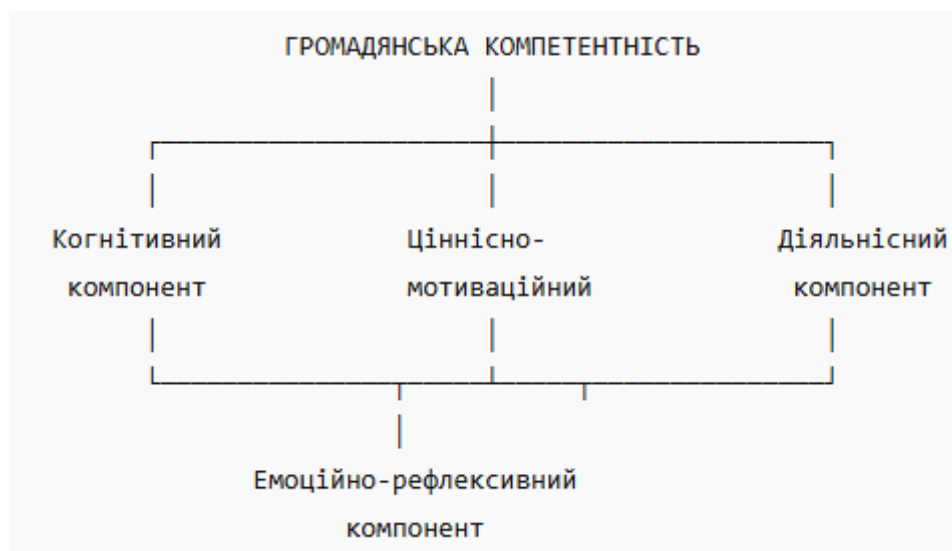 ГРОМАДЯНСЬКА КОМПЕТЕНТНІСТЬ
Когнітивний Ціннісно- Діяльнісний
компонент мотиваційний компонент
Емоційно-рефлексивний
компонент